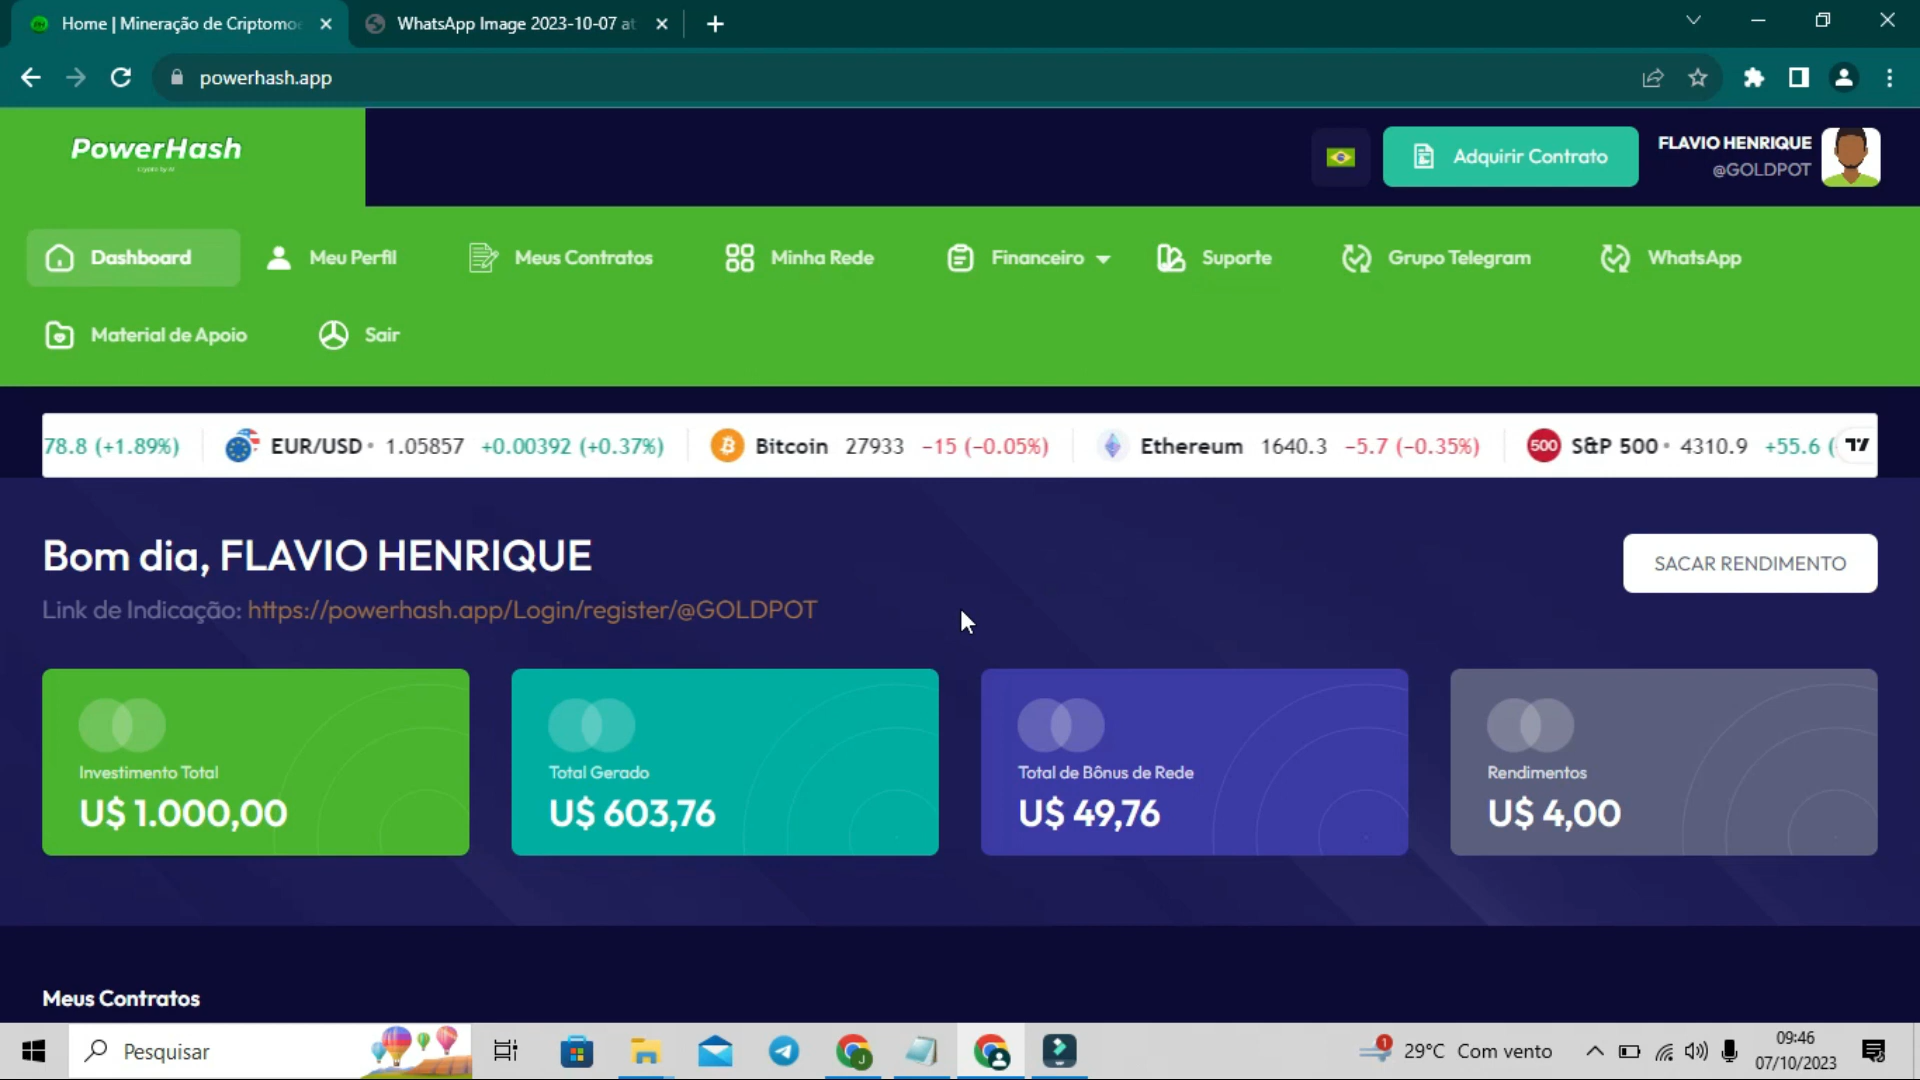 Home | Mineração de Criptomo
WhatsApp Image 2023-10-07 at
powerhash.app
PowerHash
Adquirir Contrato
FLAVIO HENRIQUE
@GOLDPOT
Dashboard
Meu Perfil
Meus Contratos
Minha Rede
Financeiro
Suporte
Grupo Telegram
WhatsApp
Material de Apoio
Sair
78.8 (+1.89%) EUR/USD 1.05857 +0.00392 (+0.37%) Bitcoin 27933 −15 (−0.05%) Ethereum 1640.3 −5.7 (−0.35%) 500 S&P 500 4310.9 +55.6 (
Bom dia, FLAVIO HENRIQUE
SACAR RENDIMENTO
Link de Indicação: https://powerhash.app/Login/register/@GOLDPOT
Investimento Total
U$ 1.000,00
Total Gerado
U$ 603,76
Total de Bônus de Rede
U$ 49,76
Rendimentos
U$ 4,00
Meus Contratos
Pesquisar
J
1
29°C Com vento
09:46
07/10/2023